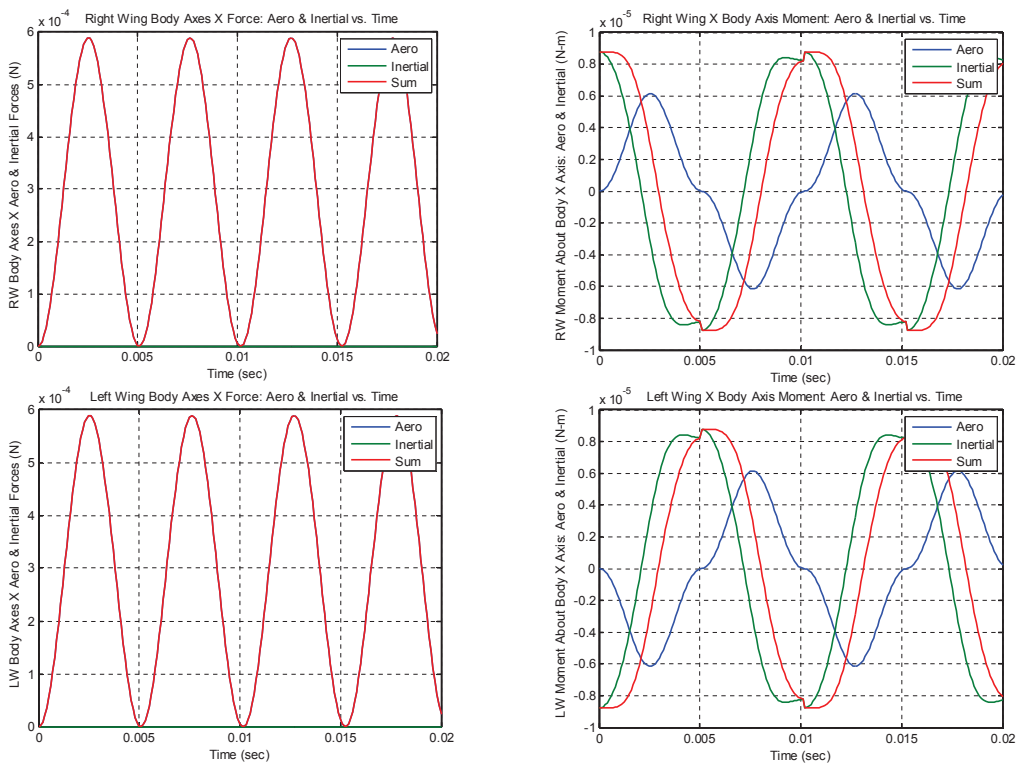 Right Wing Body Axes X Force: Aero & Inertial vs. Time
x 10-4
RW Body Axes X Aero & Inertial Forces (N)
6
5
4
3
2
1
0
Aero
Inertial
Sum
0 0.005 0.01 0.015 0.02
Time (sec)
Right Wing X Body Axis Moment: Aero & Inertial vs. Time
x 10-5
RW Moment About Body X Axis: Aero & Inertial (N-m)
1
0.8
0.6
0.4
0.2
0
-0.2
-0.4
-0.6
-0.8
-1
Aero
Inertial
Sum
0 0.005 0.01 0.015 0.02
Time (sec)
Left Wing Body Axes X Force: Aero & Inertial vs. Time
x 10-4
LW Body Axes X Aero & Inertial Forces (N)
6
5
4
3
2
1
0
Aero
Inertial
Sum
0 0.005 0.01 0.015 0.02
Time (sec)
Left Wing X Body Axis Moment: Aero & Inertial vs. Time
x 10-5
LW Moment About Body X Axis: Aero & Inertial (N-m)
1
0.8
0.6
0.4
0.2
0
-0.2
-0.4
-0.6
-0.8
-1
Aero
Inertial
Sum
0 0.005 0.01 0.015 0.02
Time (sec)